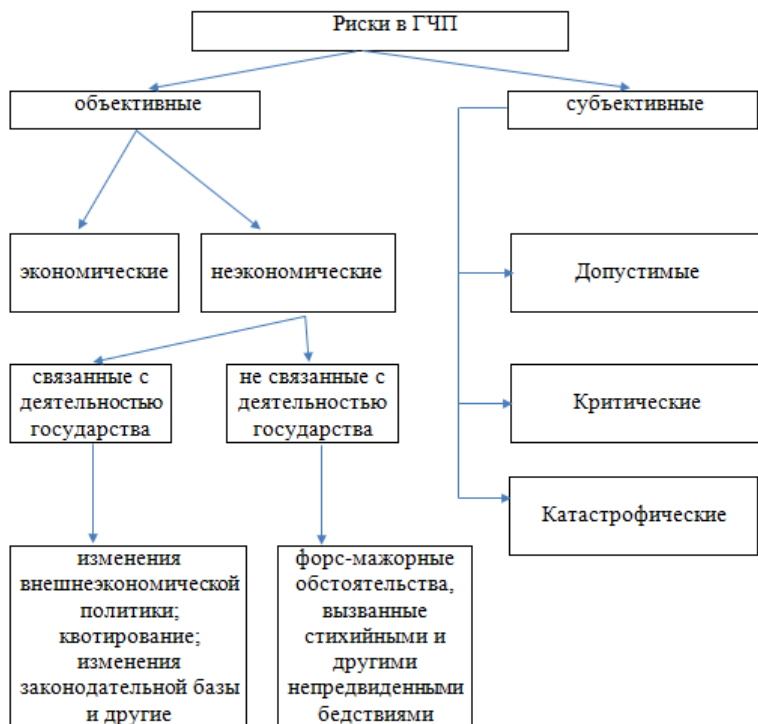 Риски в ГЧП
объективные
субъективные
экономические
неэкономические
Допустимые
связанные с
деятельностью
государства
не связанные с
деятельностью
государства
Критические
Катастрофические
изменения
внешнеэкономической
политики;
квотирование;
изменения
законодательной базы
и другие
форс-мажорные
обстоятельства,
вызванные
стихийными и
другими
непредвиденными
бедствиями